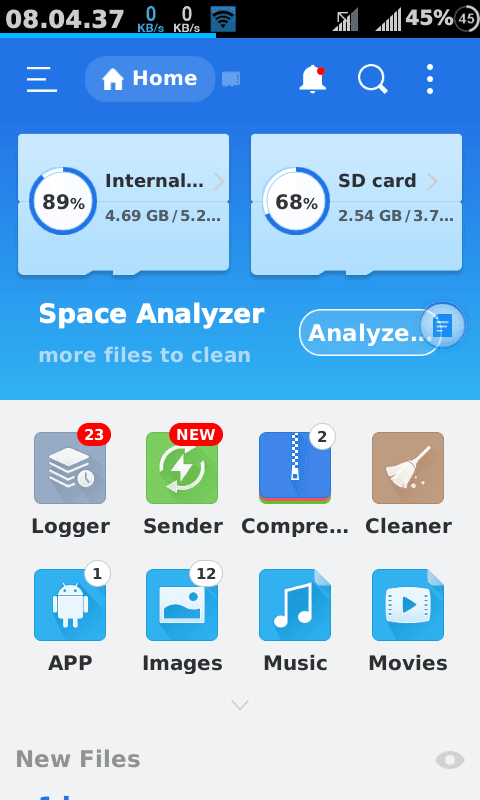 08.04.37 0 KB/s 0 KB/s 45% 45
Home
Internal... SD card
89% 68%
4.69 GB / 5.2... 2.54 GB / 3.7...
Space Analyzer
Analyze...
more files to clean
23 NEW 2
Logger Sender Compre... Cleaner
1 12
APP Images Music Movies
New Files